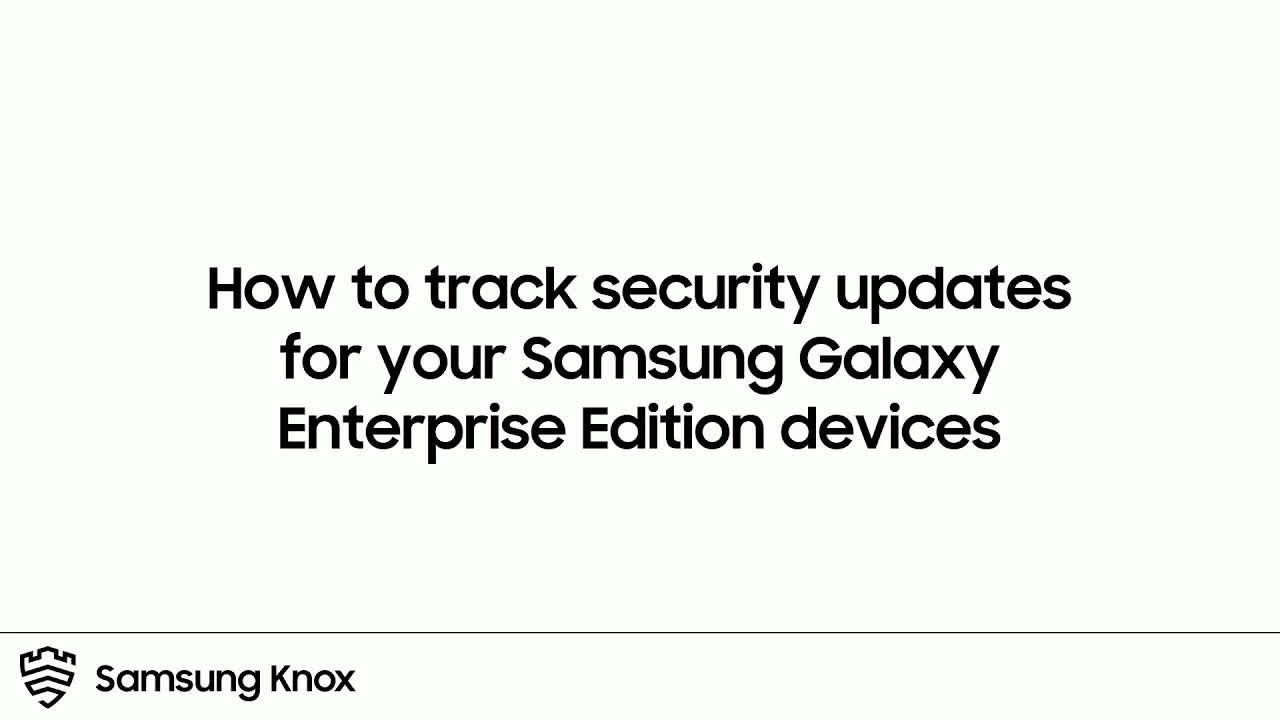 How to track security updates
for your Samsung Galaxy
Enterprise Edition devices
Samsung Knox